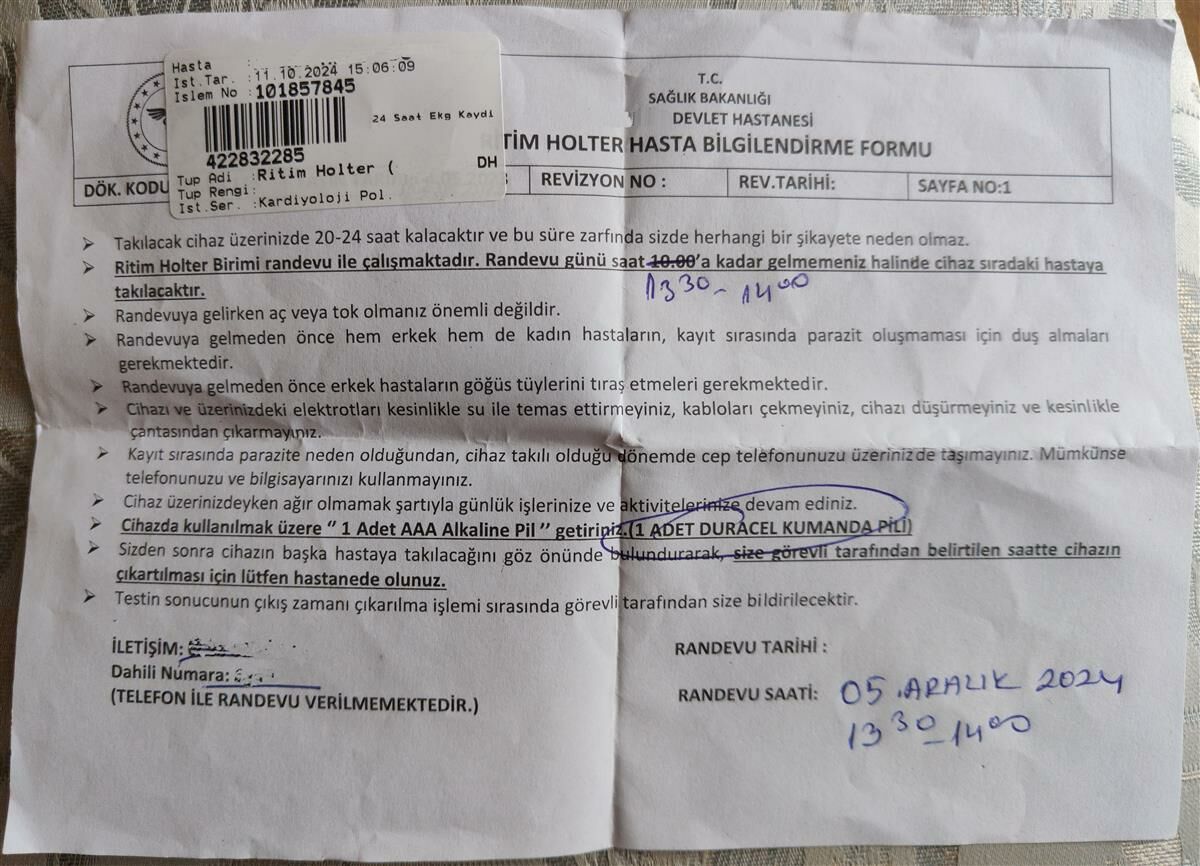 Hasta :
Ist.Tar. : 11.10.2024 15:06:09
Islem No :101857845
24 Saat Ekg Kaydi
422832285
Tup Adi :Ritim Holter ( DH
Tup Rengi:
Ist.Ser. :Kardiyoloji Pol.
T.C.
SAĞLIK BAKANLIĞI
DEVLET HASTANESİ
RİTİM HOLTER HASTA BİLGİLENDİRME FORMU
DÖK. KODU REVİZYON NO : REV.TARİHİ: SAYFA NO:1
➢ Takılacak cihaz üzerinizde 20-24 saat kalacaktır ve bu süre zarfında sizde herhangi bir şikayete neden olmaz.
➢ Ritim Holter Birimi randevu ile çalışmaktadır. Randevu günü saat 10.00'a kadar gelmemeniz halinde cihaz sıradaki hastaya
takılacaktır.
13 30 - 14 00
➢ Randevuya gelirken aç veya tok olmanız önemli değildir.
➢ Randevuya gelmeden önce hem erkek hem de kadın hastaların, kayıt sırasında parazit oluşmaması için duş almaları
gerekmektedir.
➢ Randevuya gelmeden önce erkek hastaların göğüs tüylerini tıraş etmeleri gerekmektedir.
➢ Cihazı ve üzerinizdeki elektrotları kesinlikle su ile temas ettirmeyiniz, kabloları çekmeyiniz, cihazı düşürmeyiniz ve kesinlikle
çantasından çıkarmayınız.
➢ Kayıt sırasında parazite neden olduğundan, cihaz takılı olduğu dönemde cep telefonunuzu üzerinizde taşımayınız. Mümkünse
telefonunuzu ve bilgisayarınızı kullanmayınız.
➢ Cihaz üzerinizdeyken ağır olmamak şartıyla günlük işlerinize ve aktivitelerinize devam ediniz.
➢ Cihazda kullanılmak üzere ‘’ 1 Adet AAA Alkaline Pil ’’ getiriniz.(1 ADET DURACEL KUMANDA PİLİ)
➢ Sizden sonra cihazın başka hastaya takılacağını göz önünde bulundurarak, size görevli tarafından belirtilen saatte cihazın
çıkartılması için lütfen hastanede olunuz.
➢ Testin sonucunun çıkış zamanı çıkarılma işlemi sırasında görevli tarafından size bildirilecektir.
İLETİŞİM:
Dahili Numara:
(TELEFON İLE RANDEVU VERİLMEMEKTEDİR.)
RANDEVU TARİHİ :
RANDEVU SAATİ: 05.ARALIK 2024
13 30 - 14 00